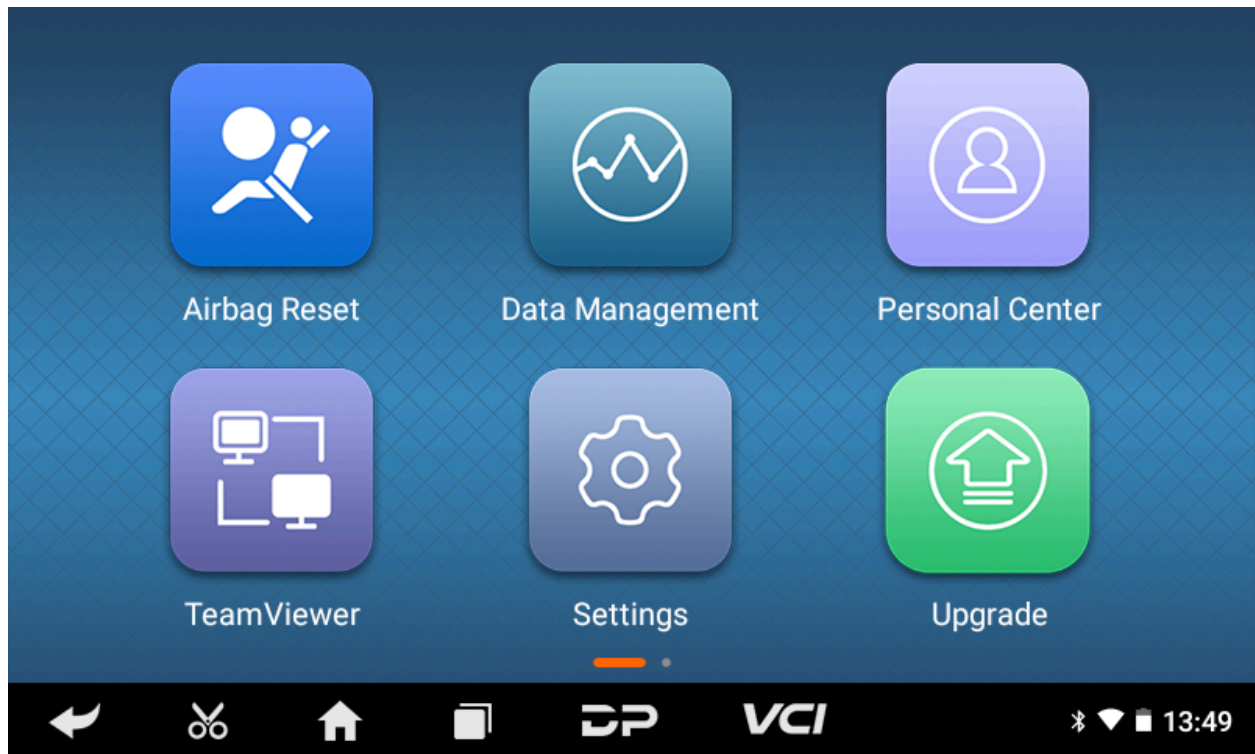 Airbag Reset
Data Management
Personal Center
TeamViewer
Settings
Upgrade
DP
VCI
13:49